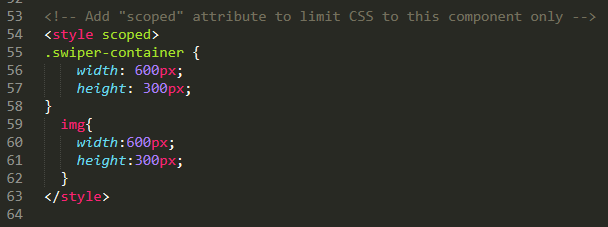 52
53 <!-- Add "scoped" attribute to limit CSS to this component only -->
54 <style scoped>
55 .swiper-container {
56     width: 600px;
57     height: 300px;
58 }
59   img{
60     width:600px;
61     height:300px;
62   }
63 </style>
64